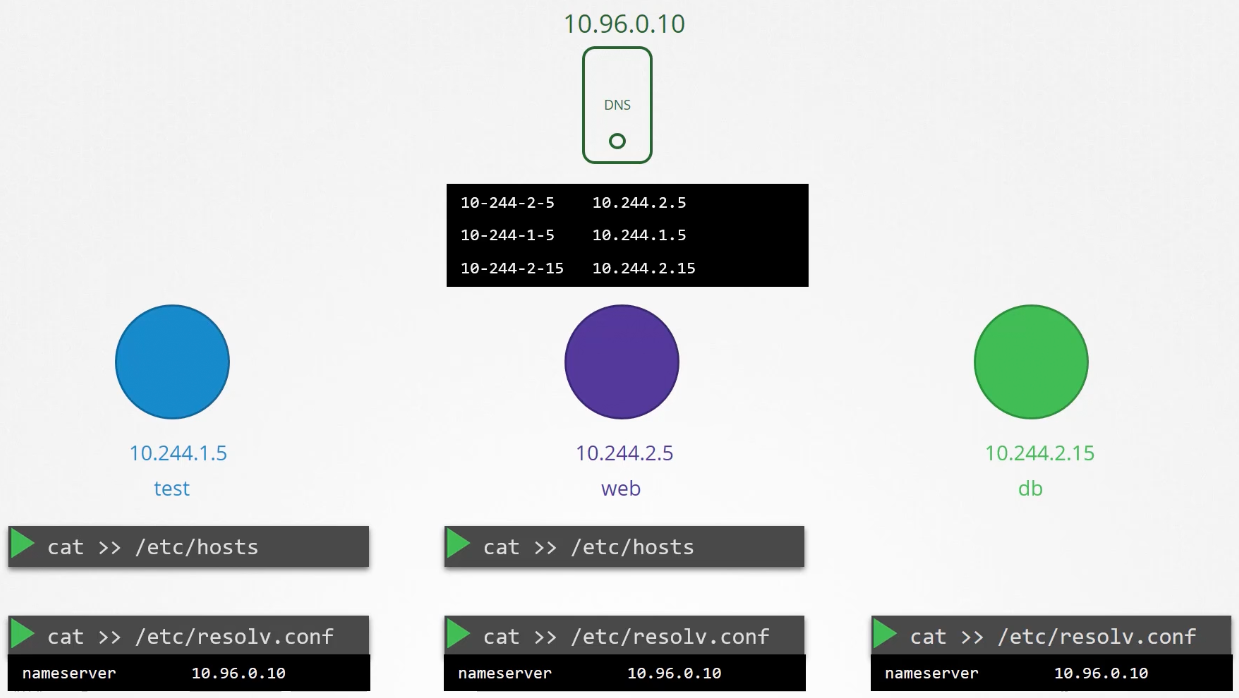 10.96.0.10
DNS
10-244-2-5 10.244.2.5
10-244-1-5 10.244.1.5
10-244-2-15 10.244.2.15
10.244.1.5 10.244.2.5 10.244.2.15
test web db
cat >> /etc/hosts cat >> /etc/hosts
cat >> /etc/resolv.conf cat >> /etc/resolv.conf cat >> /etc/resolv.conf
nameserver 10.96.0.10 nameserver 10.96.0.10 nameserver 10.96.0.10